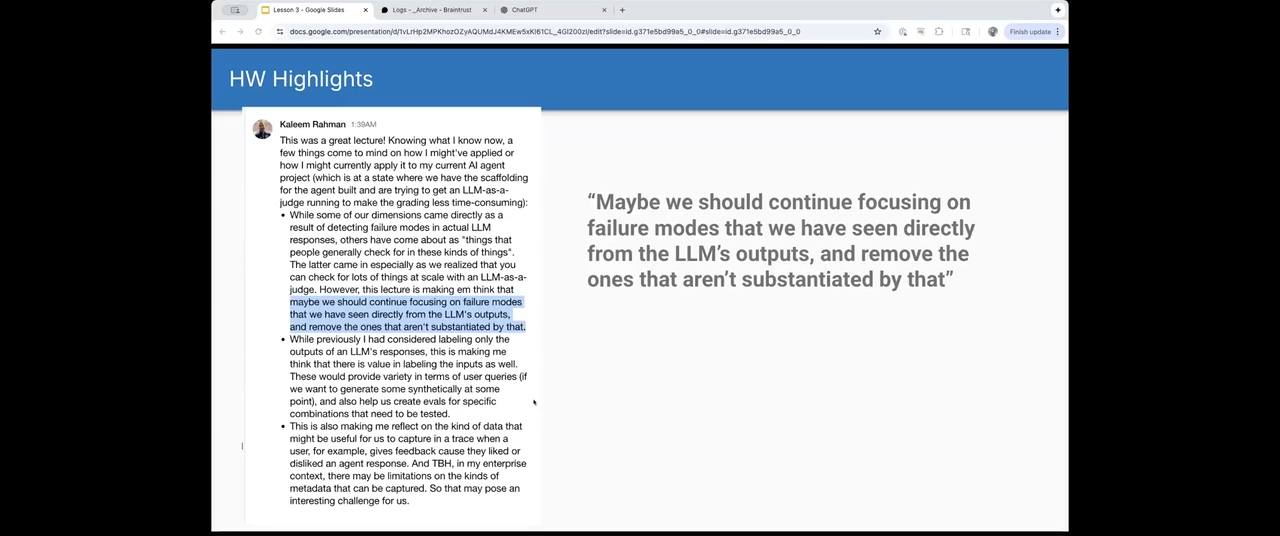 Lesson 3 - Google Slides
Logs - _Archive - Braintrust
ChatGPT
Finish update
HW Highlights
Kaleem Rahman 1:39AM
This was a great lecture! Knowing what I know now, a
few things come to mind on how I might've applied or
how I might currently apply it to my current AI agent
project (which is at a state where we have the scaffolding
for the agent built and are trying to get an LLM-as-a-
judge running to make the grading less time-consuming):
• While some of our dimensions came directly as a
result of detecting failure modes in actual LLM
responses, others have come about as "things that
people generally check for in these kinds of things".
The latter came in especially as we realized that you
can check for lots of things at scale with an LLM-as-a-
judge. However, this lecture is making em think that
maybe we should continue focusing on failure modes
that we have seen directly from the LLM's outputs,
and remove the ones that aren't substantiated by that.
• While previously I had considered labeling only the
outputs of an LLM's responses, this is making me
think that there is value in labeling the inputs as well.
These would provide variety in terms of user queries (if
we want to generate some synthetically at some
point), and also help us create evals for specific
combinations that need to be tested.
• This is also making me reflect on the kind of data that
might be useful for us to capture in a trace when a
user, for example, gives feedback cause they liked or
disliked an agent response. And TBH, in my enterprise
context, there may be limitations on the kinds of
metadata that can be captured. So that may pose an
interesting challenge for us.
“Maybe we should continue focusing on
failure modes that we have seen directly
from the LLM’s outputs, and remove the
ones that aren’t substantiated by that”